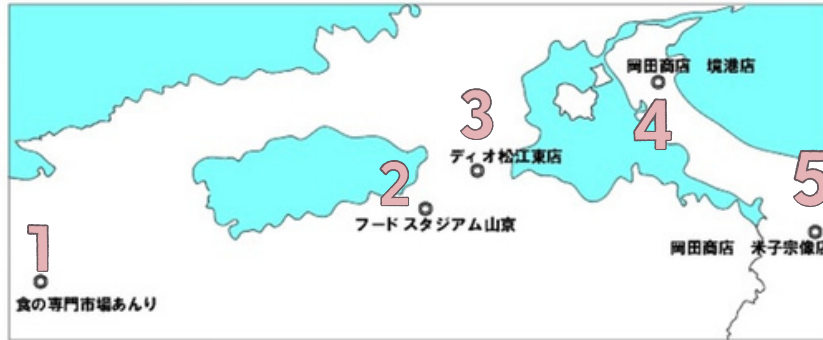 岡田商店　境港店
3
4
ディオ松江東店
2
5
フードスタジアム山京
1
岡田商店　米子宗像店
食の専門市場あんり